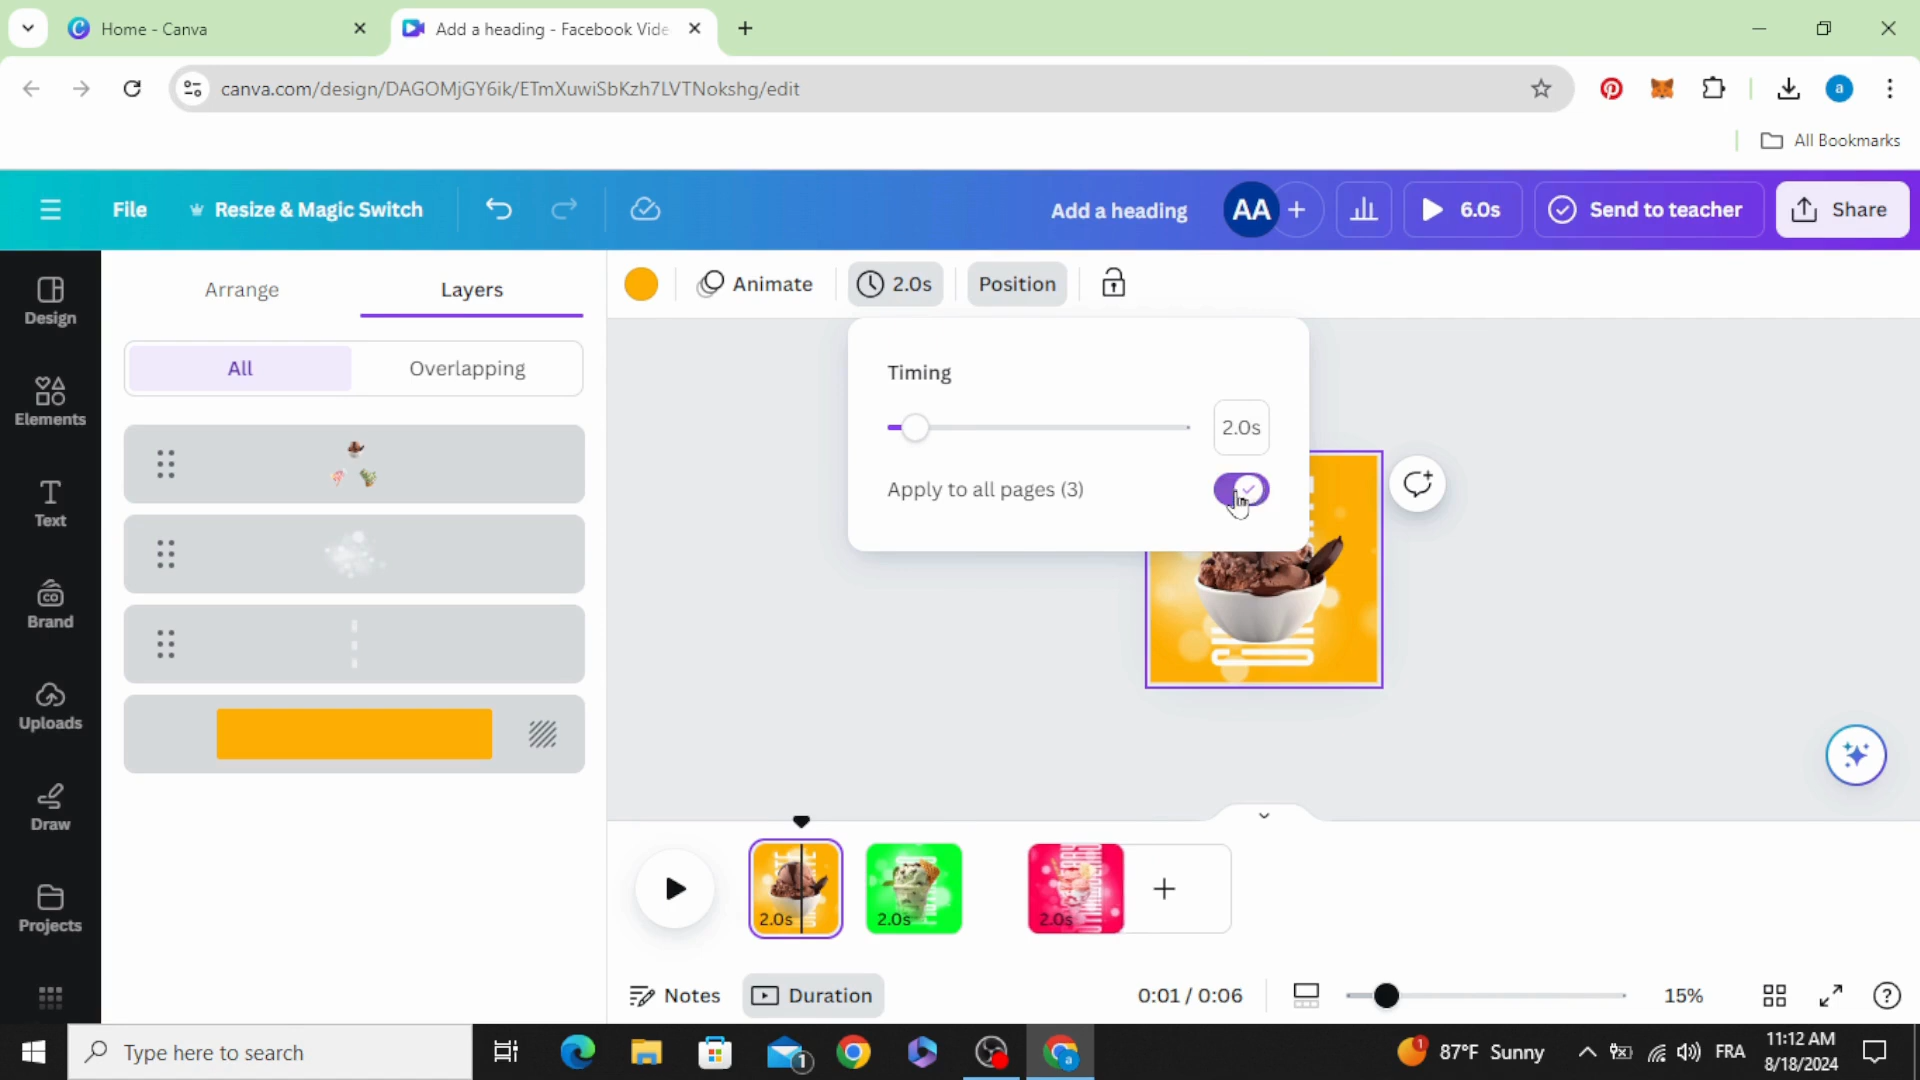 Home - Canva
Add a heading - Facebook Vide
canva.com/design/DAGOMjGY6ik/ETmXuwiSbKzh7LVTNokshg/edit
a
All Bookmarks
File
Resize & Magic Switch
Add a heading
AA
6.0s
Send to teacher
Share
Design
Elements
Text
Brand
Uploads
Draw
Projects
Arrange
Layers
All
Overlapping
Animate
2.0s
Position
Timing
2.0s
Apply to all pages (3)
2.0s
2.0s
2.0s
Notes
Duration
0:01 / 0:06
15%
Type here to search
1
1
87°F Sunny
FRA
11:12 AM
8/18/2024